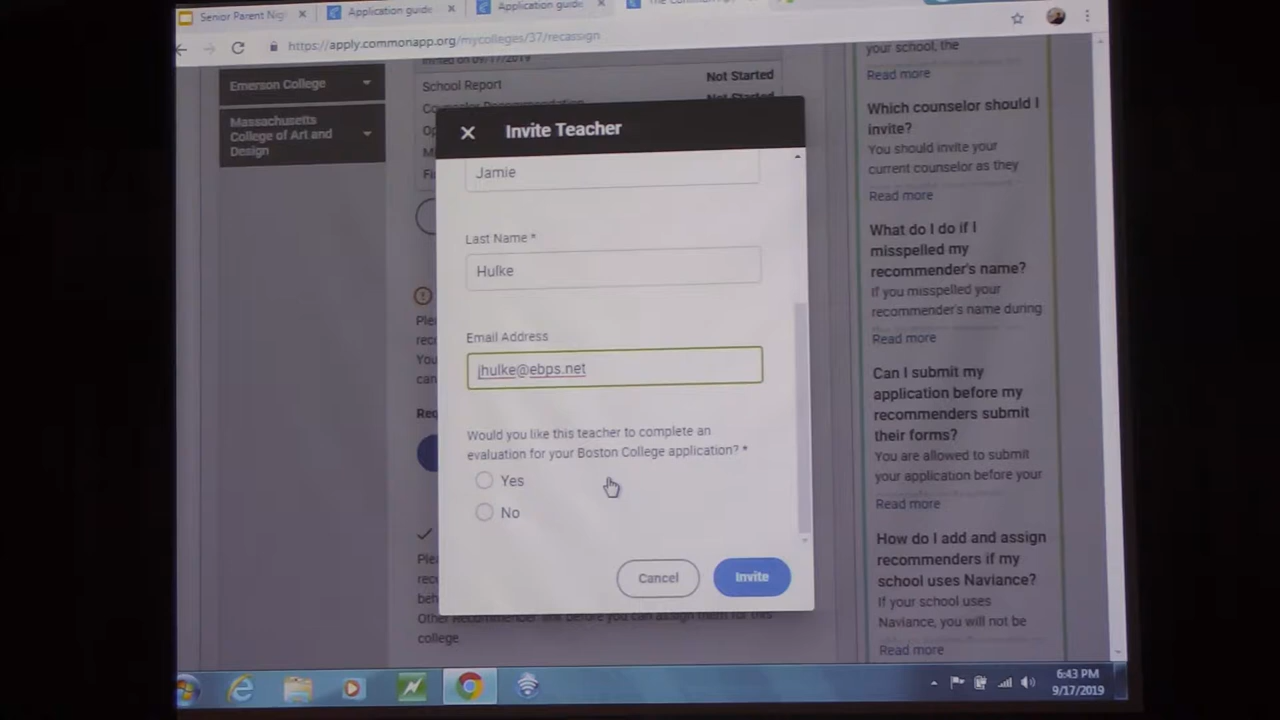 Senior Parent Nig
Application guide
Application guide
https://apply.commonapp.org/mycolleges/37/recassign
Emerson College
Massachusetts
College of Art and
Design
Invited on 09/17/2019
School Report
Not Started
Counselor Recommendation
Not Started
Invite Teacher
Jamie
Last Name *
Hulke
Email Address
jhulke@ebps.net
Would you like this teacher to complete an
evaluation for your Boston College application? *
Yes
No
Cancel
Invite
Other Recommender link before you can assign them for this
college
your school, the
Read more
Which counselor should I
invite?
You should invite your
current counselor as they
Read more
What do I do if I
misspelled my
recommender's name?
If you misspelled your
recommender's name during
Read more
Can I submit my
application before my
recommenders submit
their forms?
You are allowed to submit
your application before your
Read more
How do I add and assign
recommenders if my
school uses Naviance?
If your school uses
Naviance, you will not be
Read more
6:43 PM
9/17/2019